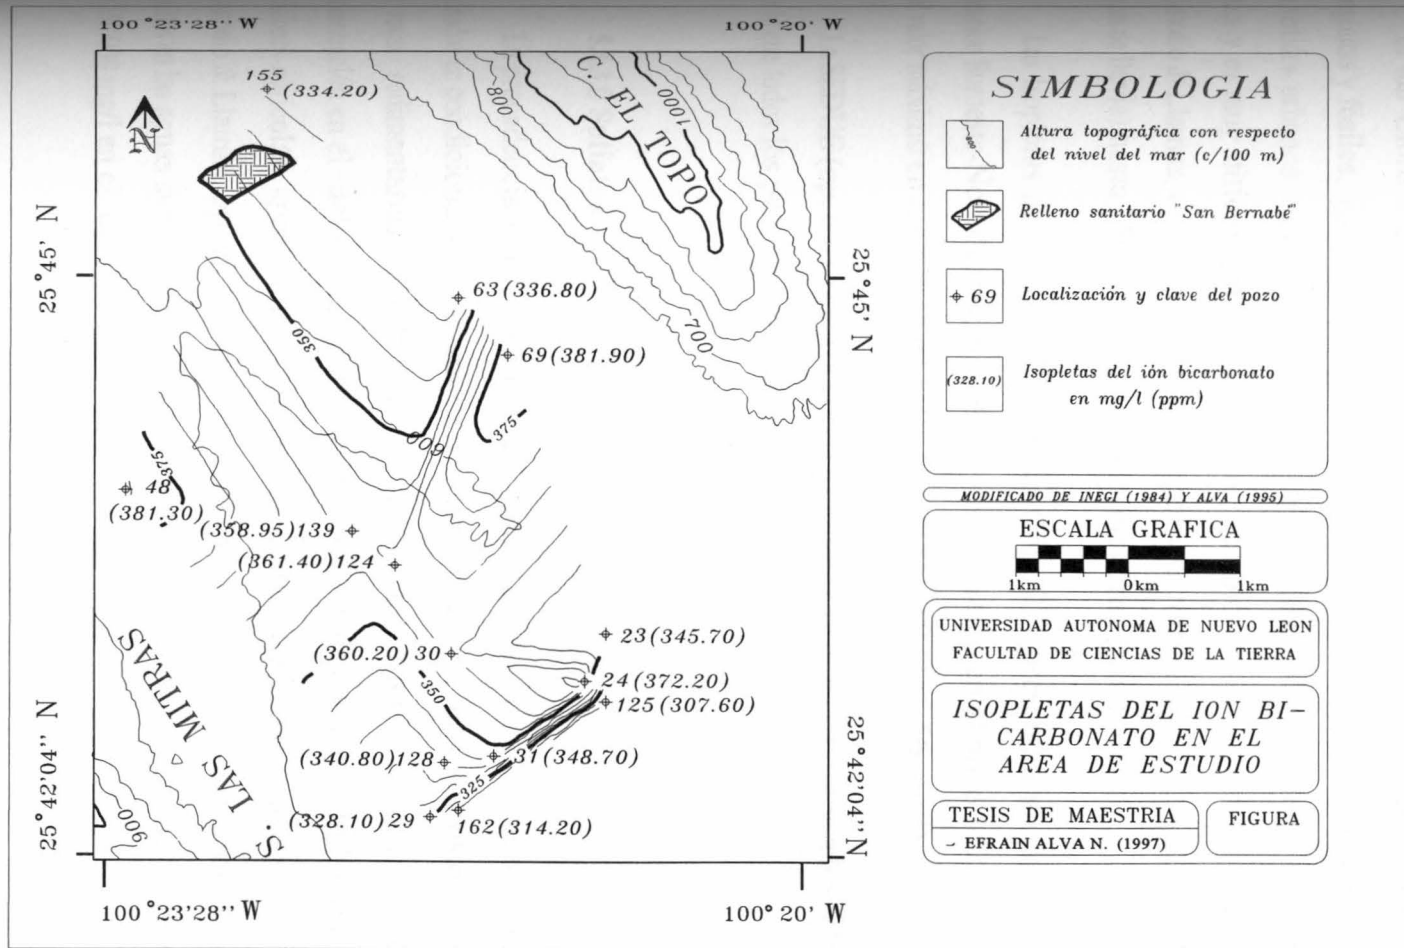 100°23'28'' W
100°20' W
155
(334.20)
N
C. EL TOPO
800
1000
25°45' N
25°45' N
63(336.80)
350
700
69(381.90)
375
600
375
48
(381.30)
(358.95)139
(361.40)124
23(345.70)
(360.20)30
24(372.20)
350
125(307.60)
S. LAS MITRAS
(340.80)128
31(348.70)
325
(328.10)29
162(314.20)
900
25°42'04'' N
25°42'04'' N
100°23'28'' W
100°20' W
SIMBOLOGIA
600
Altura topográfica con respecto
del nivel del mar (c/100 m)
Relleno sanitario "San Bernabé"
69
Localización y clave del pozo
(328.10)
Isopletas del ión bicarbonato
en mg/l (ppm)
MODIFICADO DE INEGI (1984) Y ALVA (1995)
ESCALA GRAFICA
1km 0km 1km
UNIVERSIDAD AUTONOMA DE NUEVO LEON
FACULTAD DE CIENCIAS DE LA TIERRA
ISOPLETAS DEL ION BI-
CARBONATO EN EL
AREA DE ESTUDIO
TESIS DE MAESTRIA
EFRAIN ALVA N. (1997)
FIGURA